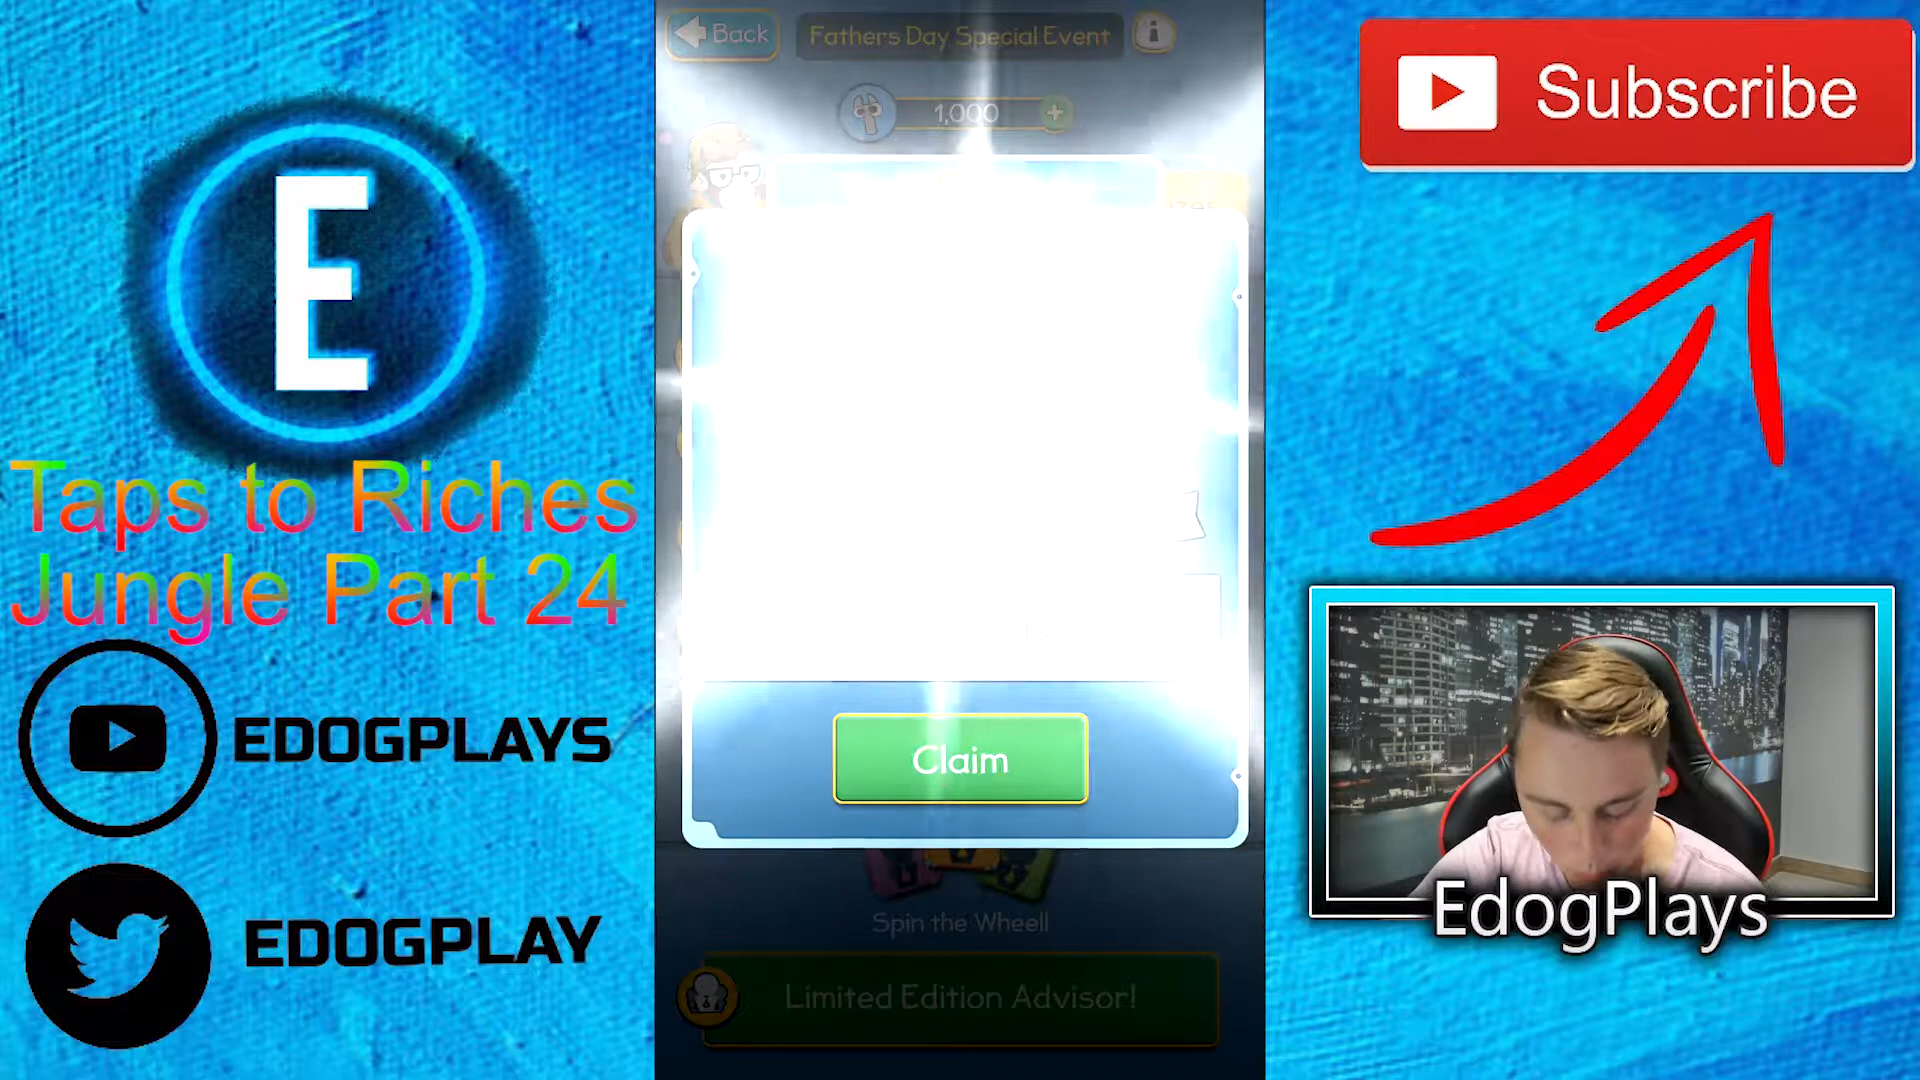 E
Taps to Riches
Jungle Part 24
EDOGPLAYS
EDOGPLAY
Back
Fathers Day Special Event
i
1,000
+
Claim
Spin the Wheel!
Limited Edition Advisor!
Subscribe
EdogPlays